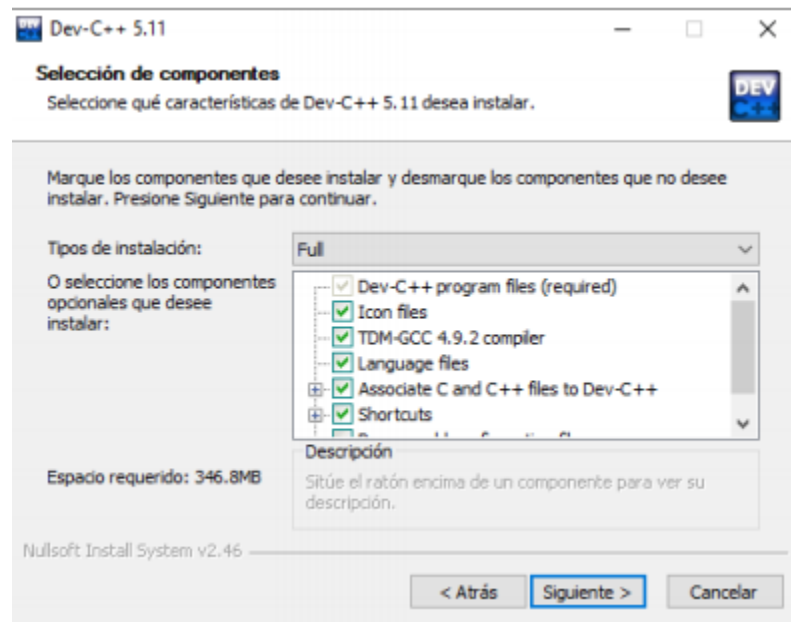 Dev-C++ 5.11
Selección de componentes
Seleccione qué características de Dev-C++ 5.11 desea instalar.
DEV
C++
Marque los componentes que desee instalar y desmarque los componentes que no desee
instalar. Presione Siguiente para continuar.
Tipos de instalación:
Full
O seleccione los componentes
opcionales que desee
instalar:
Dev-C++ program files (required)
Icon files
TDM-GCC 4.9.2 compiler
Language files
Associate C and C++ files to Dev-C++
Shortcuts
Espacio requerido: 346.8MB
Descripción
Sitúe el ratón encima de un componente para ver su
descripción.
Nullsoft Install System v2.46
< Atrás
Siguiente >
Cancelar